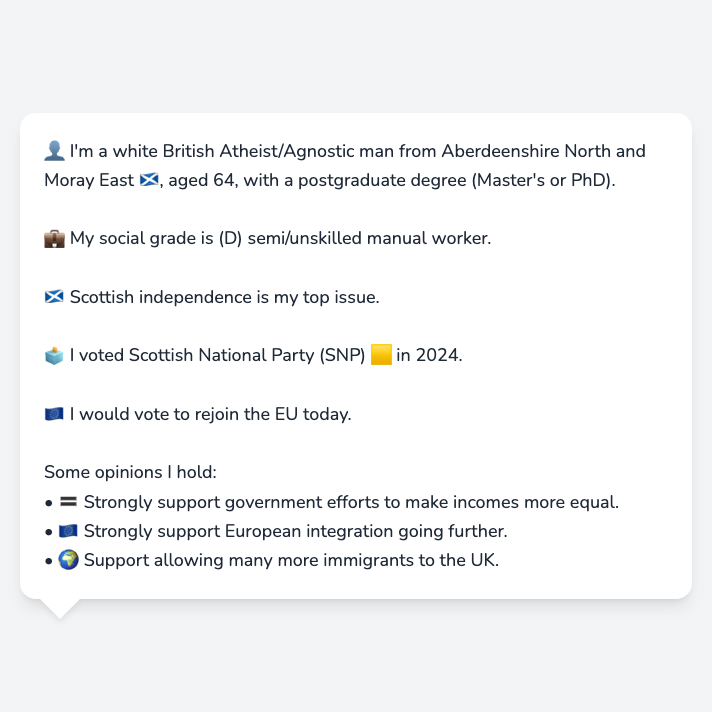 👤 I'm a white British Atheist/Agnostic man from Aberdeenshire North and
Moray East 🏴󠁧󠁢󠁳󠁣󠁴󠁿, aged 64, with a postgraduate degree (Master's or PhD).
💼 My social grade is (D) semi/unskilled manual worker.
🏴󠁧󠁢󠁳󠁣󠁴󠁿 Scottish independence is my top issue.
🗳️ I voted Scottish National Party (SNP) 🟨 in 2024.
🇪🇺 I would vote to rejoin the EU today.
Some opinions I hold:
• 🟰 Strongly support government efforts to make incomes more equal.
• 🇪🇺 Strongly support European integration going further.
• 🌍 Support allowing many more immigrants to the UK.